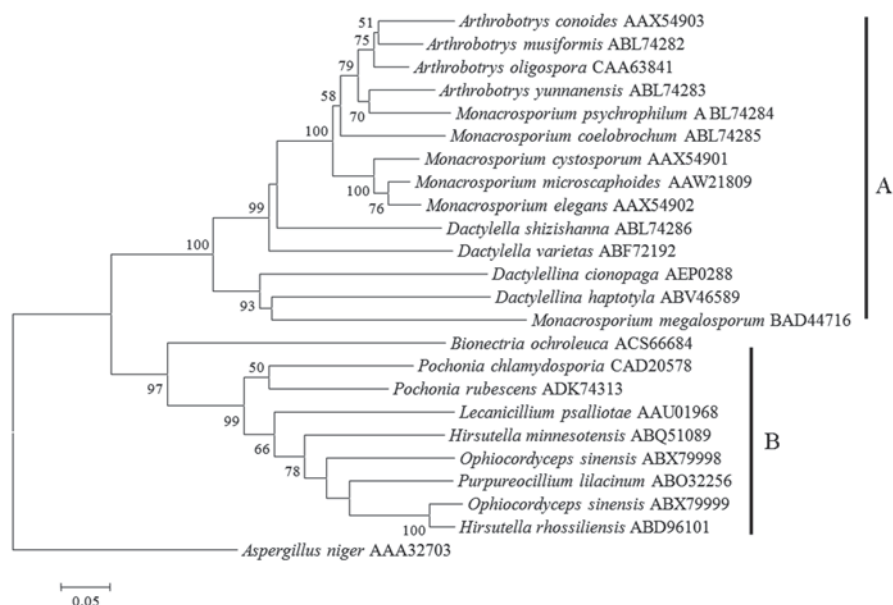 51
Arthrobotrys conoides AAX54903
75
Arthrobotrys musiformis ABL74282
79
Arthrobotrys oligospora CAA63841
58
Arthrobotrys yunnanensis ABL74283
70
Monacrosporium psychrophilum A BL74284
100
Monacrosporium coelobrochum ABL74285
Monacrosporium cystosporum AAX54901
100
Monacrosporium microscaphoides AAW21809
A
76
Monacrosporium elegans AAX54902
99
Dactylella shizishanna ABL74286
100
Dactylella varietas ABF72192
Dactylellina cionopaga AEP0288
93
Dactylellina haptotyla ABV46589
Monacrosporium megalosporum BAD44716
Bionectria ochroleuca ACS66684
97
50
Pochonia chlamydosporia CAD20578
Pochonia rubescens ADK74313
99
Lecanicillium psalliotae AAU01968
66
Hirsutella minnesotensis ABQ51089
B
78
Ophiocordyceps sinensis ABX79998
Purpureocillium lilacinum ABO32256
Ophiocordyceps sinensis ABX79999
100
Hirsutella rhossiliensis ABD96101
Aspergillus niger AAA32703
0.05